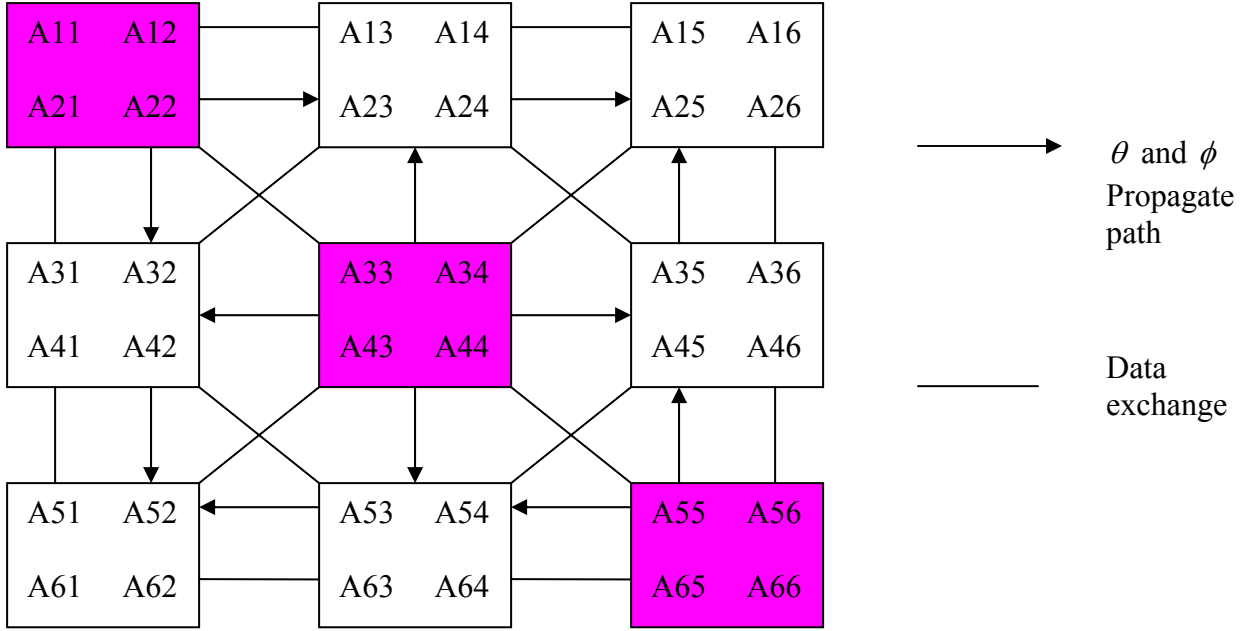 A11 A12 A13 A14 A15 A16
A21 A22 A23 A24 A25 A26
A31 A32 A33 A34 A35 A36
A41 A42 A43 A44 A45 A46
A51 A52 A53 A54 A55 A56
A61 A62 A63 A64 A65 A66
θ and ϕ
Propagate
path
Data
exchange